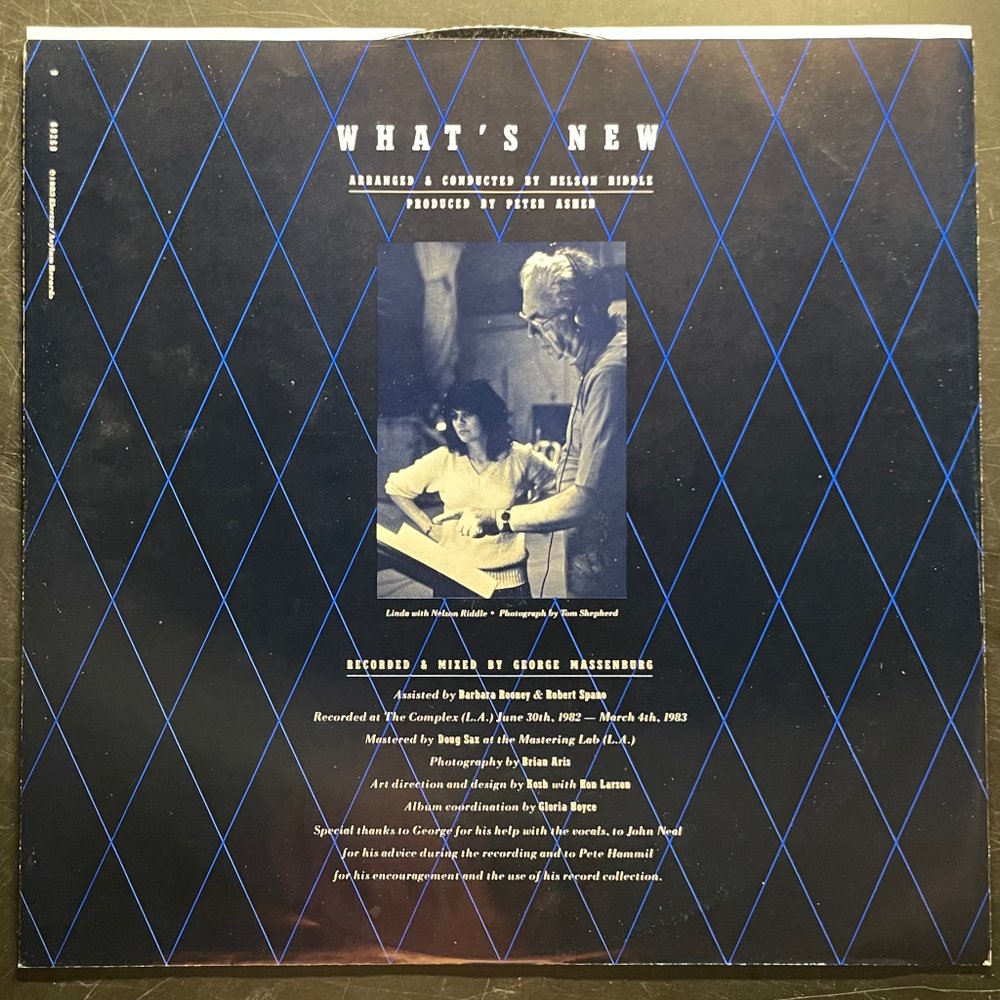 WHAT'S NEW
ARRANGED & CONDUCTED BY NELSON RIDDLE
PRODUCED BY PETER ASHER
Linda with Nelson Riddle • Photograph by Tom Shepherd
RECORDED & MIXED BY GEORGE MASSENBURG
Assisted by Barbara Rooney & Robert Spano
Recorded at The Complex (L.A.) June 30th, 1982 — March 4th, 1983
Mastered by Doug Sax at the Mastering Lab (L.A.)
Photography by Brian Aris
Art direction and design by Kosh with Ron Larson
Album coordination by Gloria Boyce
Special thanks to George for his help with the vocals, to John Neal
for his advice during the recording and to Pete Hammil
for his encouragement and the use of his record collection.
60260 ©1983 Elektra/Asylum Records